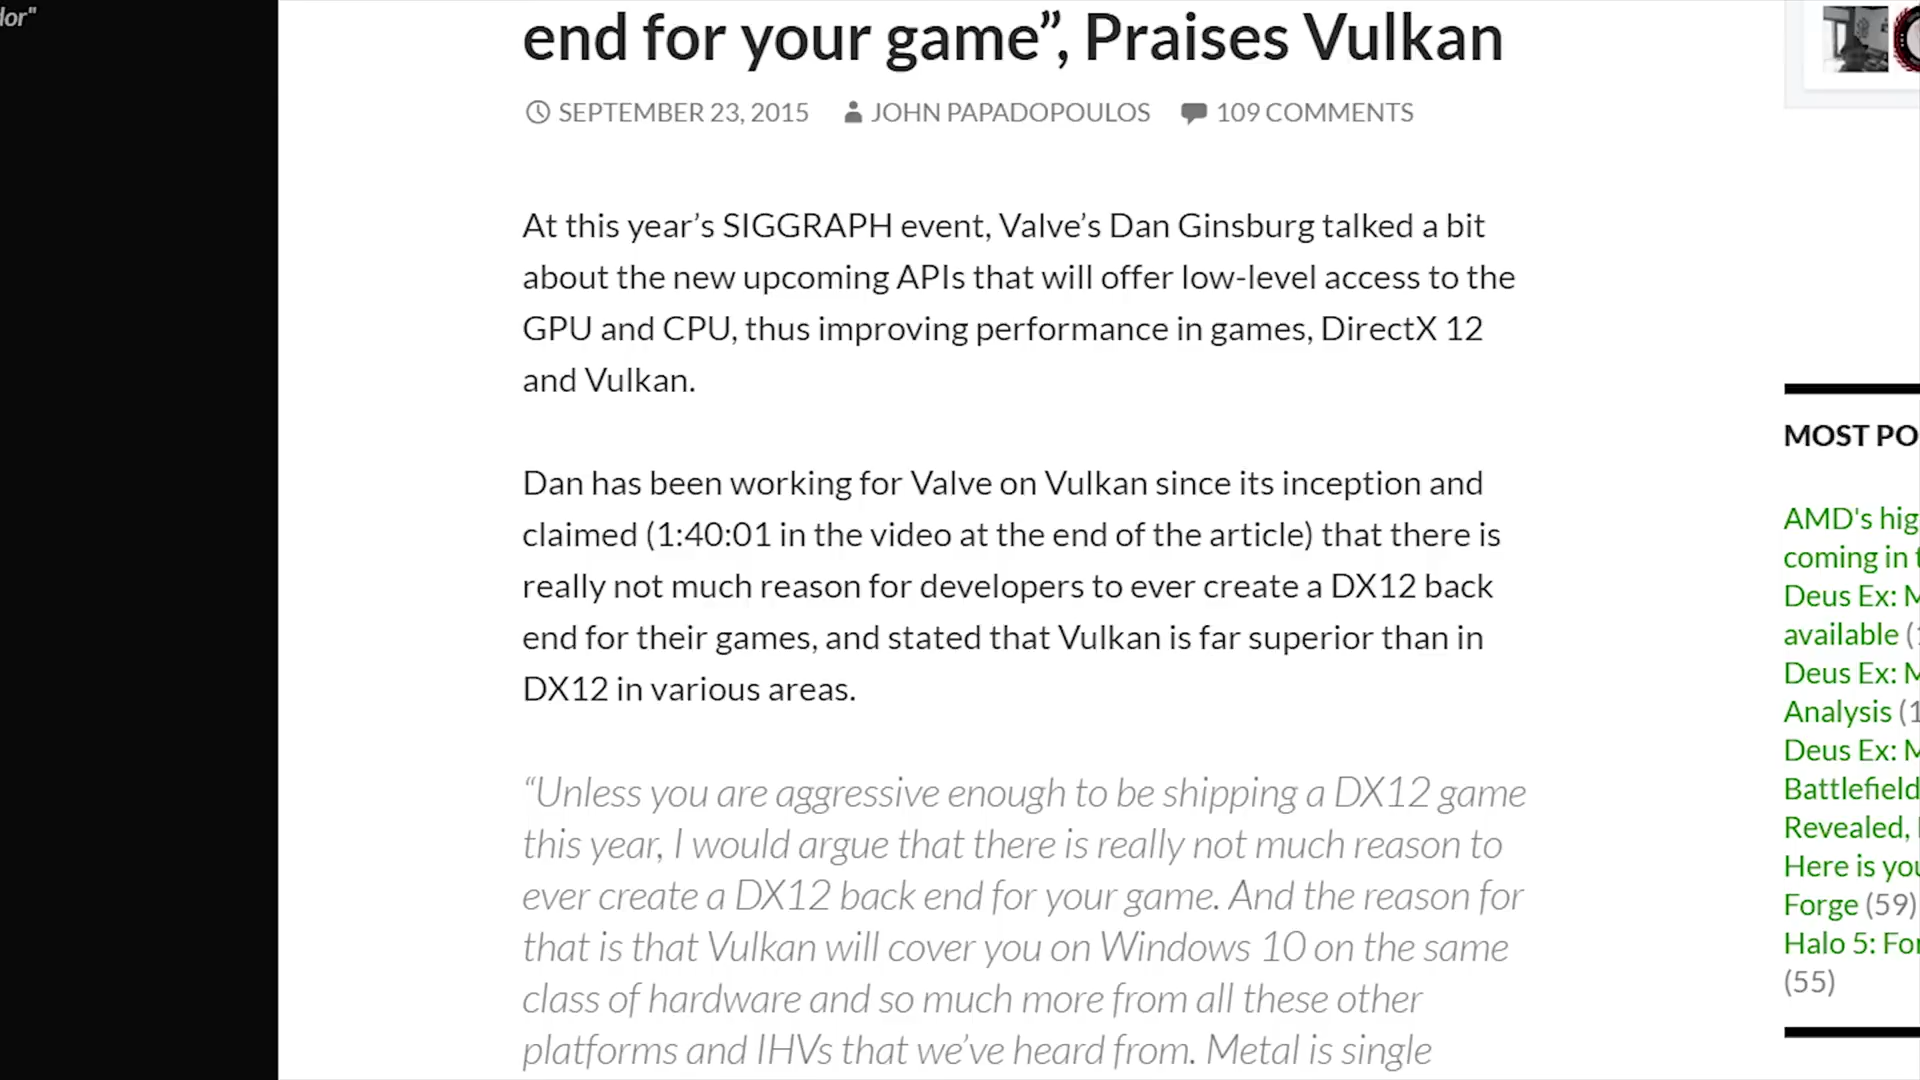 lor"
end for your game”, Praises Vulkan
SEPTEMBER 23, 2015 JOHN PAPADOPOULOS 109 COMMENTS
At this year’s SIGGRAPH event, Valve’s Dan Ginsburg talked a bit
about the new upcoming APIs that will offer low-level access to the
GPU and CPU, thus improving performance in games, DirectX 12
and Vulkan.
Dan has been working for Valve on Vulkan since its inception and
claimed (1:40:01 in the video at the end of the article) that there is
really not much reason for developers to ever create a DX12 back
end for their games, and stated that Vulkan is far superior than in
DX12 in various areas.
“Unless you are aggressive enough to be shipping a DX12 game
this year, I would argue that there is really not much reason to
ever create a DX12 back end for your game. And the reason for
that is that Vulkan will cover you on Windows 10 on the same
class of hardware and so much more from all these other
platforms and IHVs that we’ve heard from. Metal is single
MOST PO
AMD's hig
coming in t
Deus Ex: M
available (
Deus Ex: M
Analysis (1
Deus Ex: M
Battlefield
Revealed,
Here is you
Forge (59)
Halo 5: For
(55)